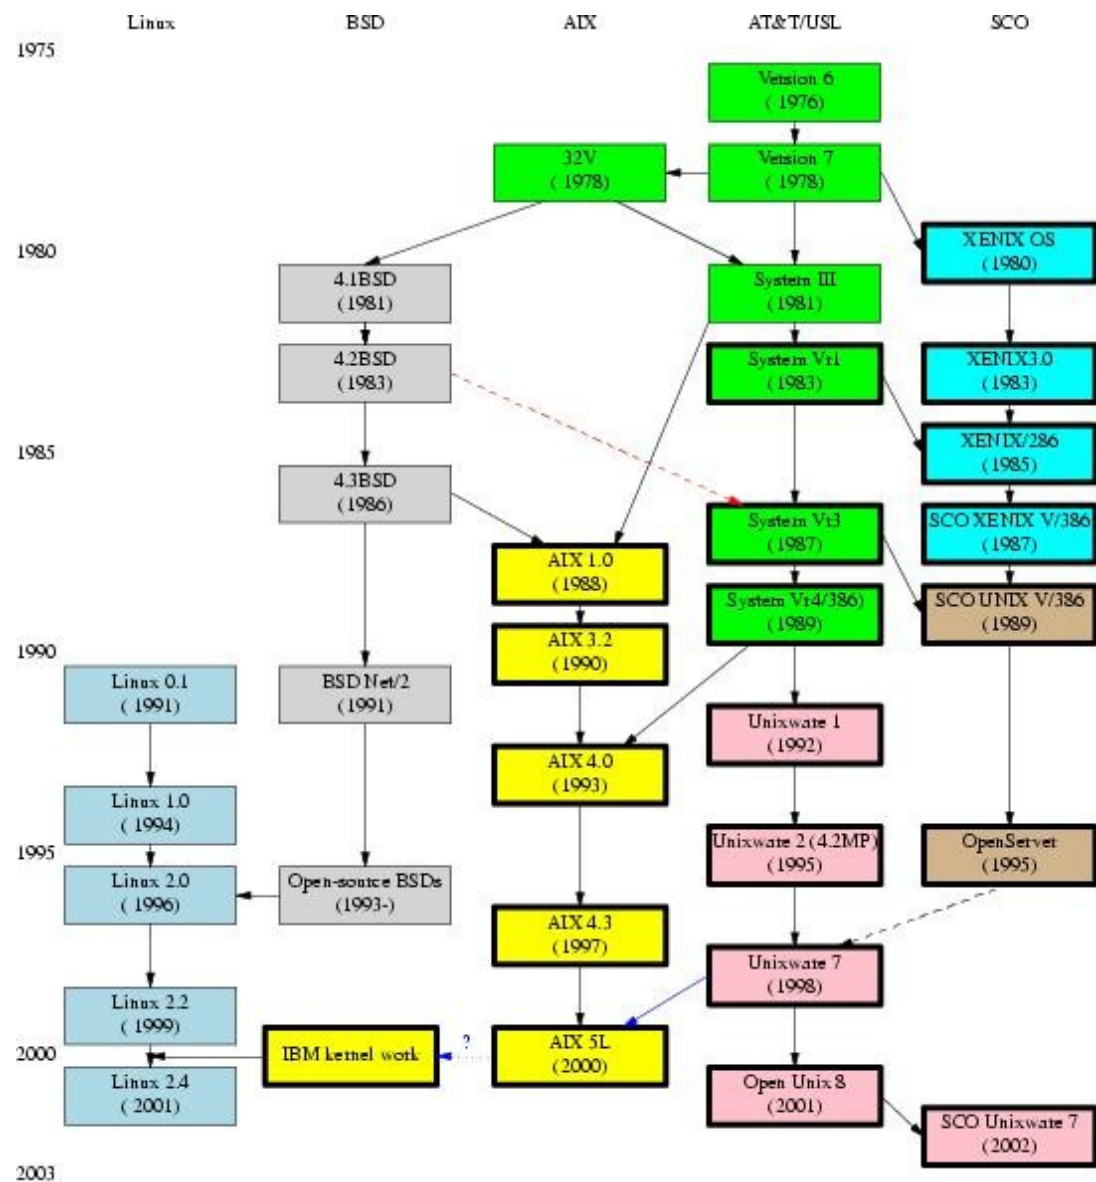 Linux BSD AIX AT&T/USL SCO
1975
Version 6
( 1976)
32V
( 1978)
Version 7
( 1978)
1980
XENIX OS
(1980)
4.1BSD
(1981)
System III
(1981)
4.2BSD
(1983)
System Vr1
(1983)
XENIX3.0
(1983)
1985
XENIX/286
(1985)
4.3BSD
(1986)
System Vr3
(1987)
SCO XENIX V/386
(1987)
AIX 1.0
(1988)
System Vr4/386)
(1989)
SCO UNIX V/386
(1989)
1990
AIX 3.2
(1990)
Linux 0.1
( 1991)
BSD Net/2
(1991)
Unixware 1
(1992)
AIX 4.0
(1993)
Linux 1.0
( 1994)
1995
Unixware 2 (4.2MP)
(1995)
OpenServer
(1995)
Linux 2.0
( 1996)
Open-source BSDs
(1993-)
AIX 4.3
(1997)
Unixware 7
(1998)
Linux 2.2
( 1999)
2000
IBM kernel work
?
AIX 5L
(2000)
Linux 2.4
( 2001)
Open Unix 8
(2001)
SCO Unixware 7
(2002)
2003